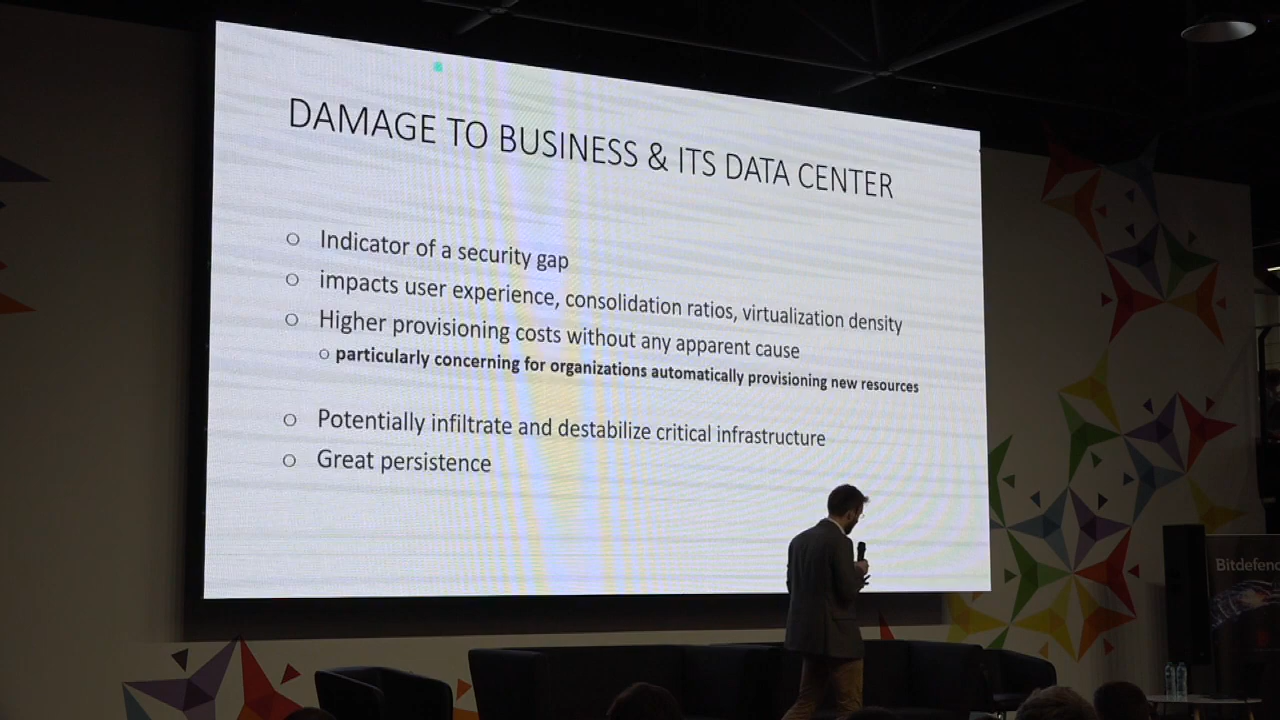 DAMAGE TO BUSINESS & ITS DATA CENTER
○ Indicator of a security gap
○ impacts user experience, consolidation ratios, virtualization density
○ Higher provisioning costs without any apparent cause
○ particularly concerning for organizations automatically provisioning new resources
○ Potentially infiltrate and destabilize critical infrastructure
○ Great persistence
Bitdefend